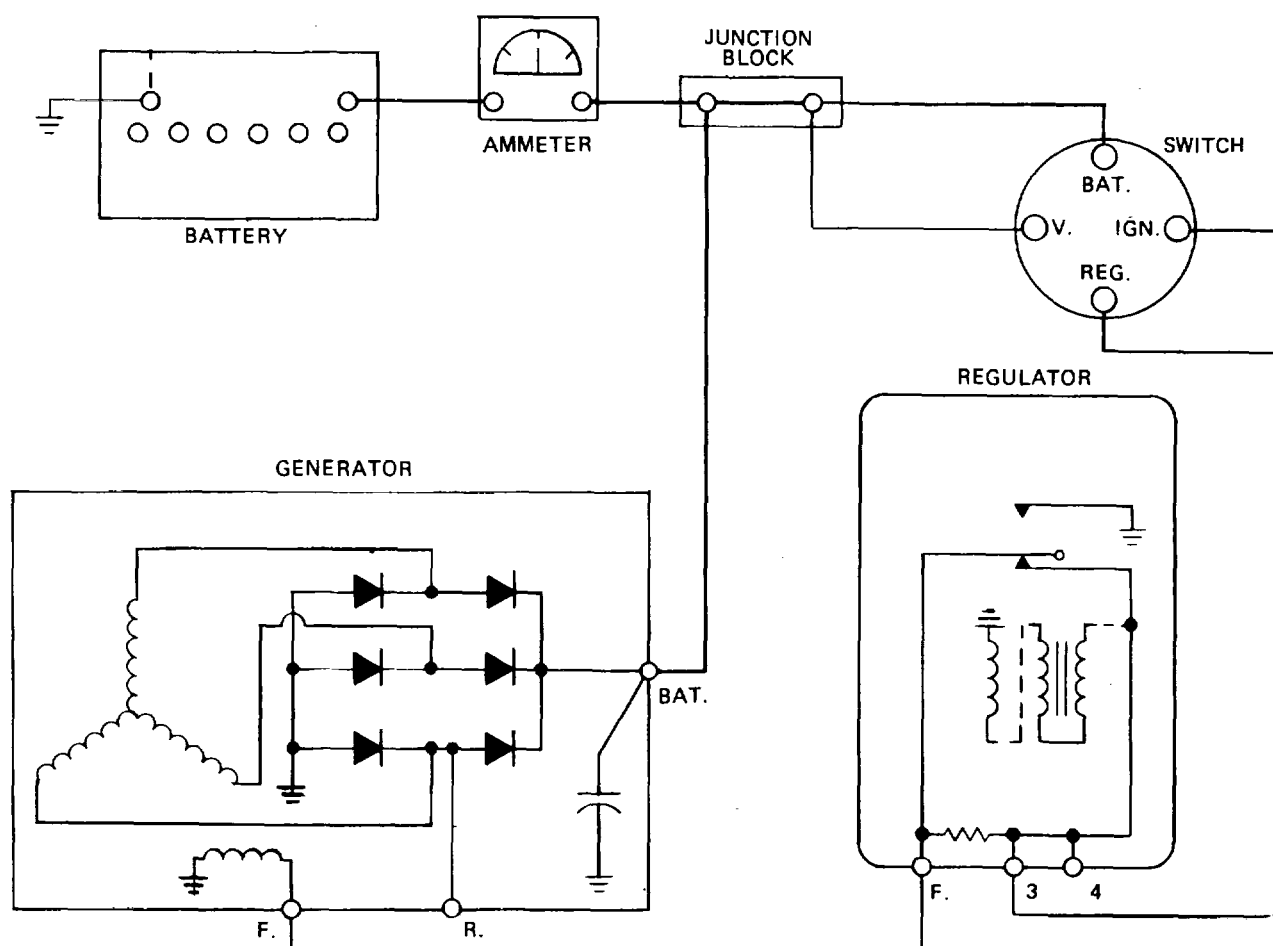 JUNCTION
BLOCK
AMMETER
SWITCH
BAT.
V.
IGN.
REG.
BATTERY
REGULATOR
GENERATOR
BAT.
F.
R.
F.
3
4